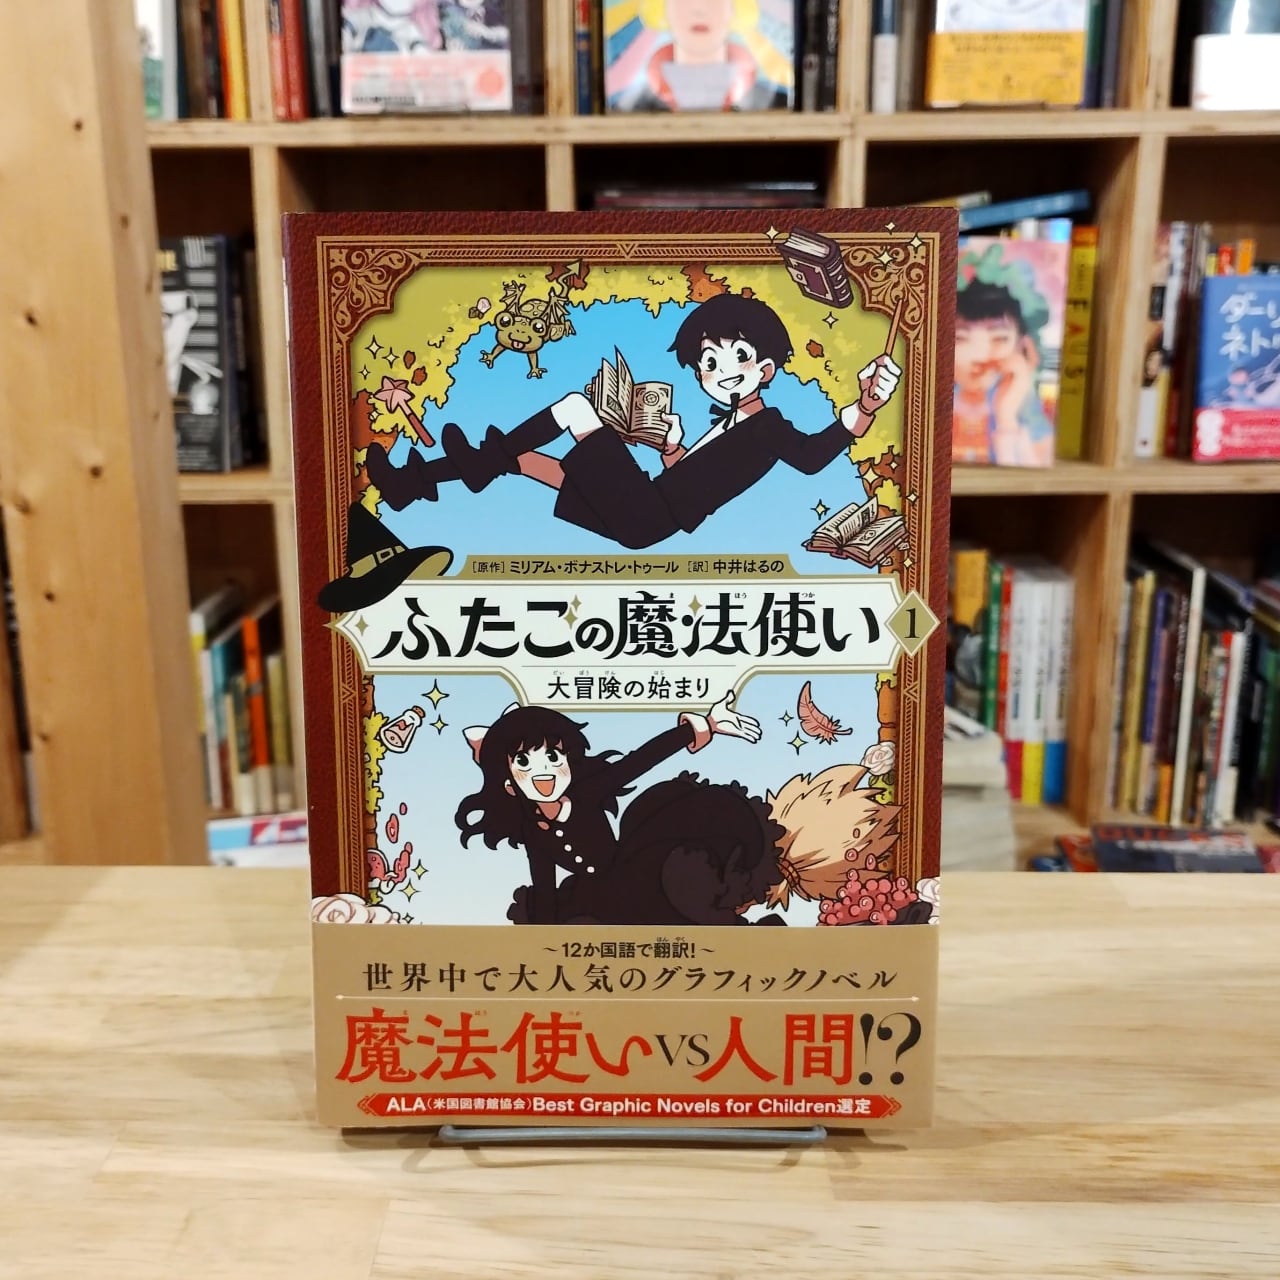 [原作]ミリアム・ボナストレ・トゥール [訳]中井はるの
ふたごの魔法使い 1
大冒険の始まり
~12か国語で翻訳!~
世界中で大人気のグラフィックノベル
魔法使いVS人間!?
ALA(米国図書館協会)Best Graphic Novels for Children選定